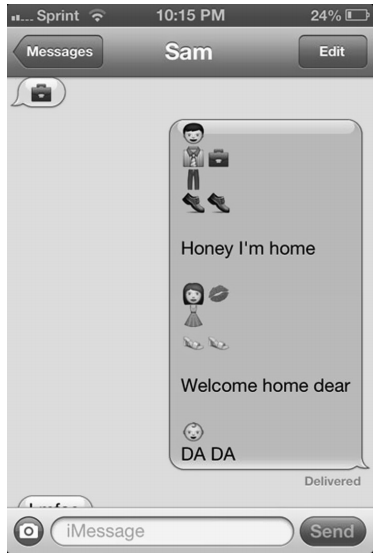 Sprint 10:15 PM 24%
Messages Sam Edit
Honey I'm home
Welcome home dear
DA DA
Delivered
iMessage Send